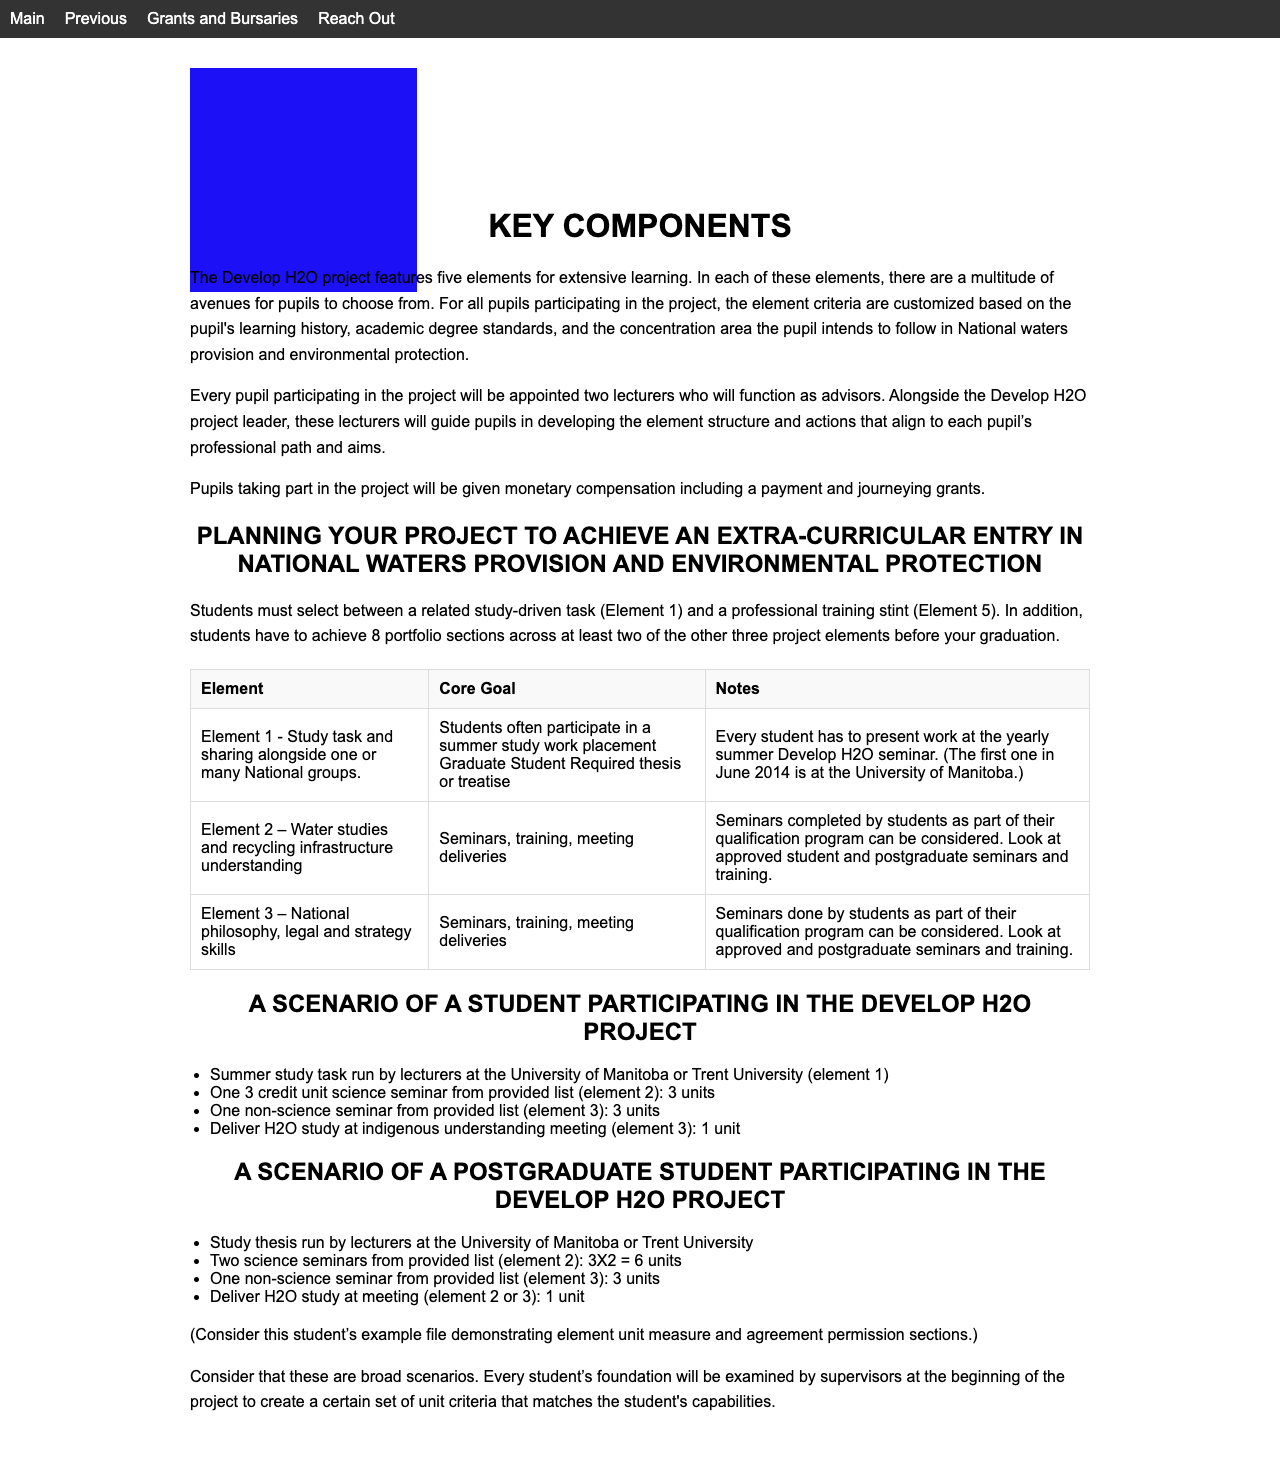 Main Previous Grants and Bursaries Reach Out
KEY COMPONENTS
The Develop H2O project features five elements for extensive learning. In each of these elements, there are a multitude of
avenues for pupils to choose from. For all pupils participating in the project, the element criteria are customized based on the
pupil's learning history, academic degree standards, and the concentration area the pupil intends to follow in National waters
provision and environmental protection.
Every pupil participating in the project will be appointed two lecturers who will function as advisors. Alongside the Develop H2O
project leader, these lecturers will guide pupils in developing the element structure and actions that align to each pupil’s
professional path and aims.
Pupils taking part in the project will be given monetary compensation including a payment and journeying grants.
PLANNING YOUR PROJECT TO ACHIEVE AN EXTRA-CURRICULAR ENTRY IN
NATIONAL WATERS PROVISION AND ENVIRONMENTAL PROTECTION
Students must select between a related study-driven task (Element 1) and a professional training stint (Element 5). In addition,
students have to achieve 8 portfolio sections across at least two of the other three project elements before your graduation.
Element
Core Goal
Notes
Element 1 - Study task and
sharing alongside one or
many National groups.
Students often participate in a
summer study work placement
Graduate Student Required thesis
or treatise
Every student has to present work at the yearly
summer Develop H2O seminar. (The first one in
June 2014 is at the University of Manitoba.)
Element 2 – Water studies
and recycling infrastructure
understanding
Seminars, training, meeting
deliveries
Seminars completed by students as part of their
qualification program can be considered. Look at
approved student and postgraduate seminars and
training.
Element 3 – National
philosophy, legal and strategy
skills
Seminars, training, meeting
deliveries
Seminars done by students as part of their
qualification program can be considered. Look at
approved and postgraduate seminars and training.
A SCENARIO OF A STUDENT PARTICIPATING IN THE DEVELOP H2O
PROJECT
• Summer study task run by lecturers at the University of Manitoba or Trent University (element 1)
• One 3 credit unit science seminar from provided list (element 2): 3 units
• One non-science seminar from provided list (element 3): 3 units
• Deliver H2O study at indigenous understanding meeting (element 3): 1 unit
A SCENARIO OF A POSTGRADUATE STUDENT PARTICIPATING IN THE
DEVELOP H2O PROJECT
• Study thesis run by lecturers at the University of Manitoba or Trent University
• Two science seminars from provided list (element 2): 3X2 = 6 units
• One non-science seminar from provided list (element 3): 3 units
• Deliver H2O study at meeting (element 2 or 3): 1 unit
(Consider this student’s example file demonstrating element unit measure and agreement permission sections.)
Consider that these are broad scenarios. Every student’s foundation will be examined by supervisors at the beginning of the
project to create a certain set of unit criteria that matches the student's capabilities.